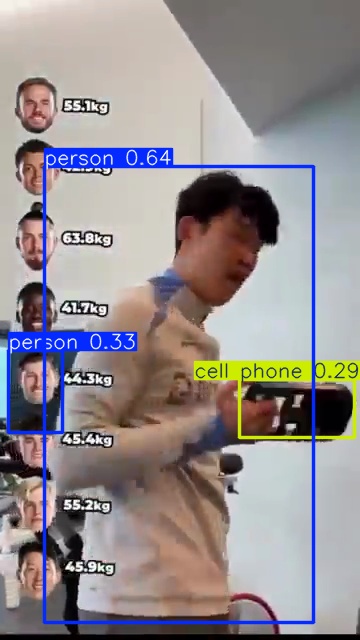 55.1kg
person 0.64
63.8kg
41.7kg
person 0.33
cell phone 0.29
44.3kg
45.4kg
55.2kg
45.9kg